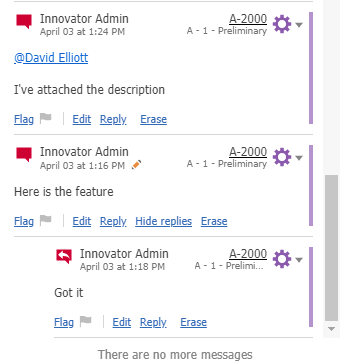 Innovator Admin A-2000
April 03 at 1:24 PM A - 1 - Preliminary
@David Elliott
I've attached the description
Flag Edit Reply Erase
Innovator Admin A-2000
April 03 at 1:16 PM A - 1 - Preliminary
Here is the feature
Flag Edit Reply Hide replies Erase
Innovator Admin A-2000
April 03 at 1:18 PM A - 1 - Prelimi...
Got it
Flag Edit Reply Erase
There are no more messages